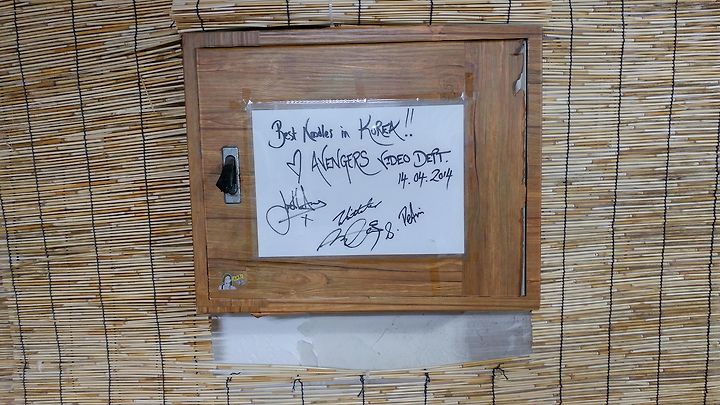 Best Noodles in KOREA!!
♡ AVENGERS VIDEO DEPT.
14.04.2014